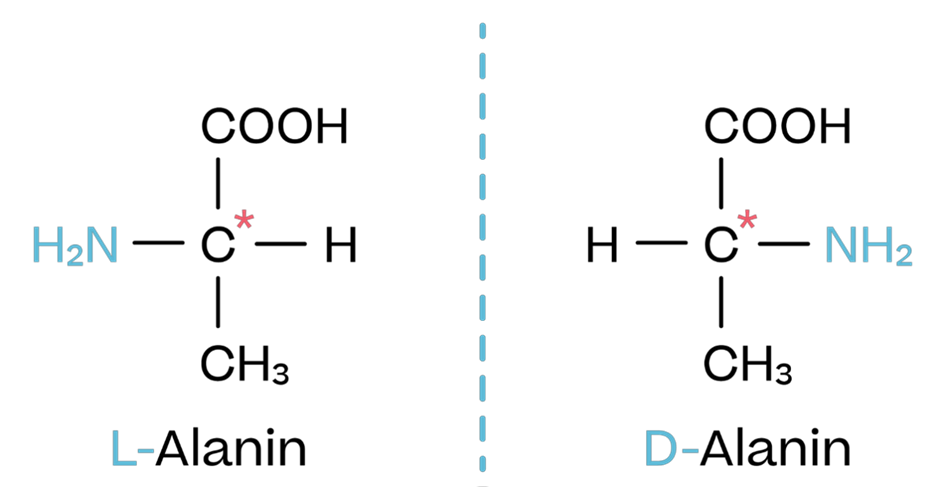 COOH
H₂N — C* — H
CH₃
L-Alanin
COOH
H — C* — NH₂
CH₃
D-Alanin